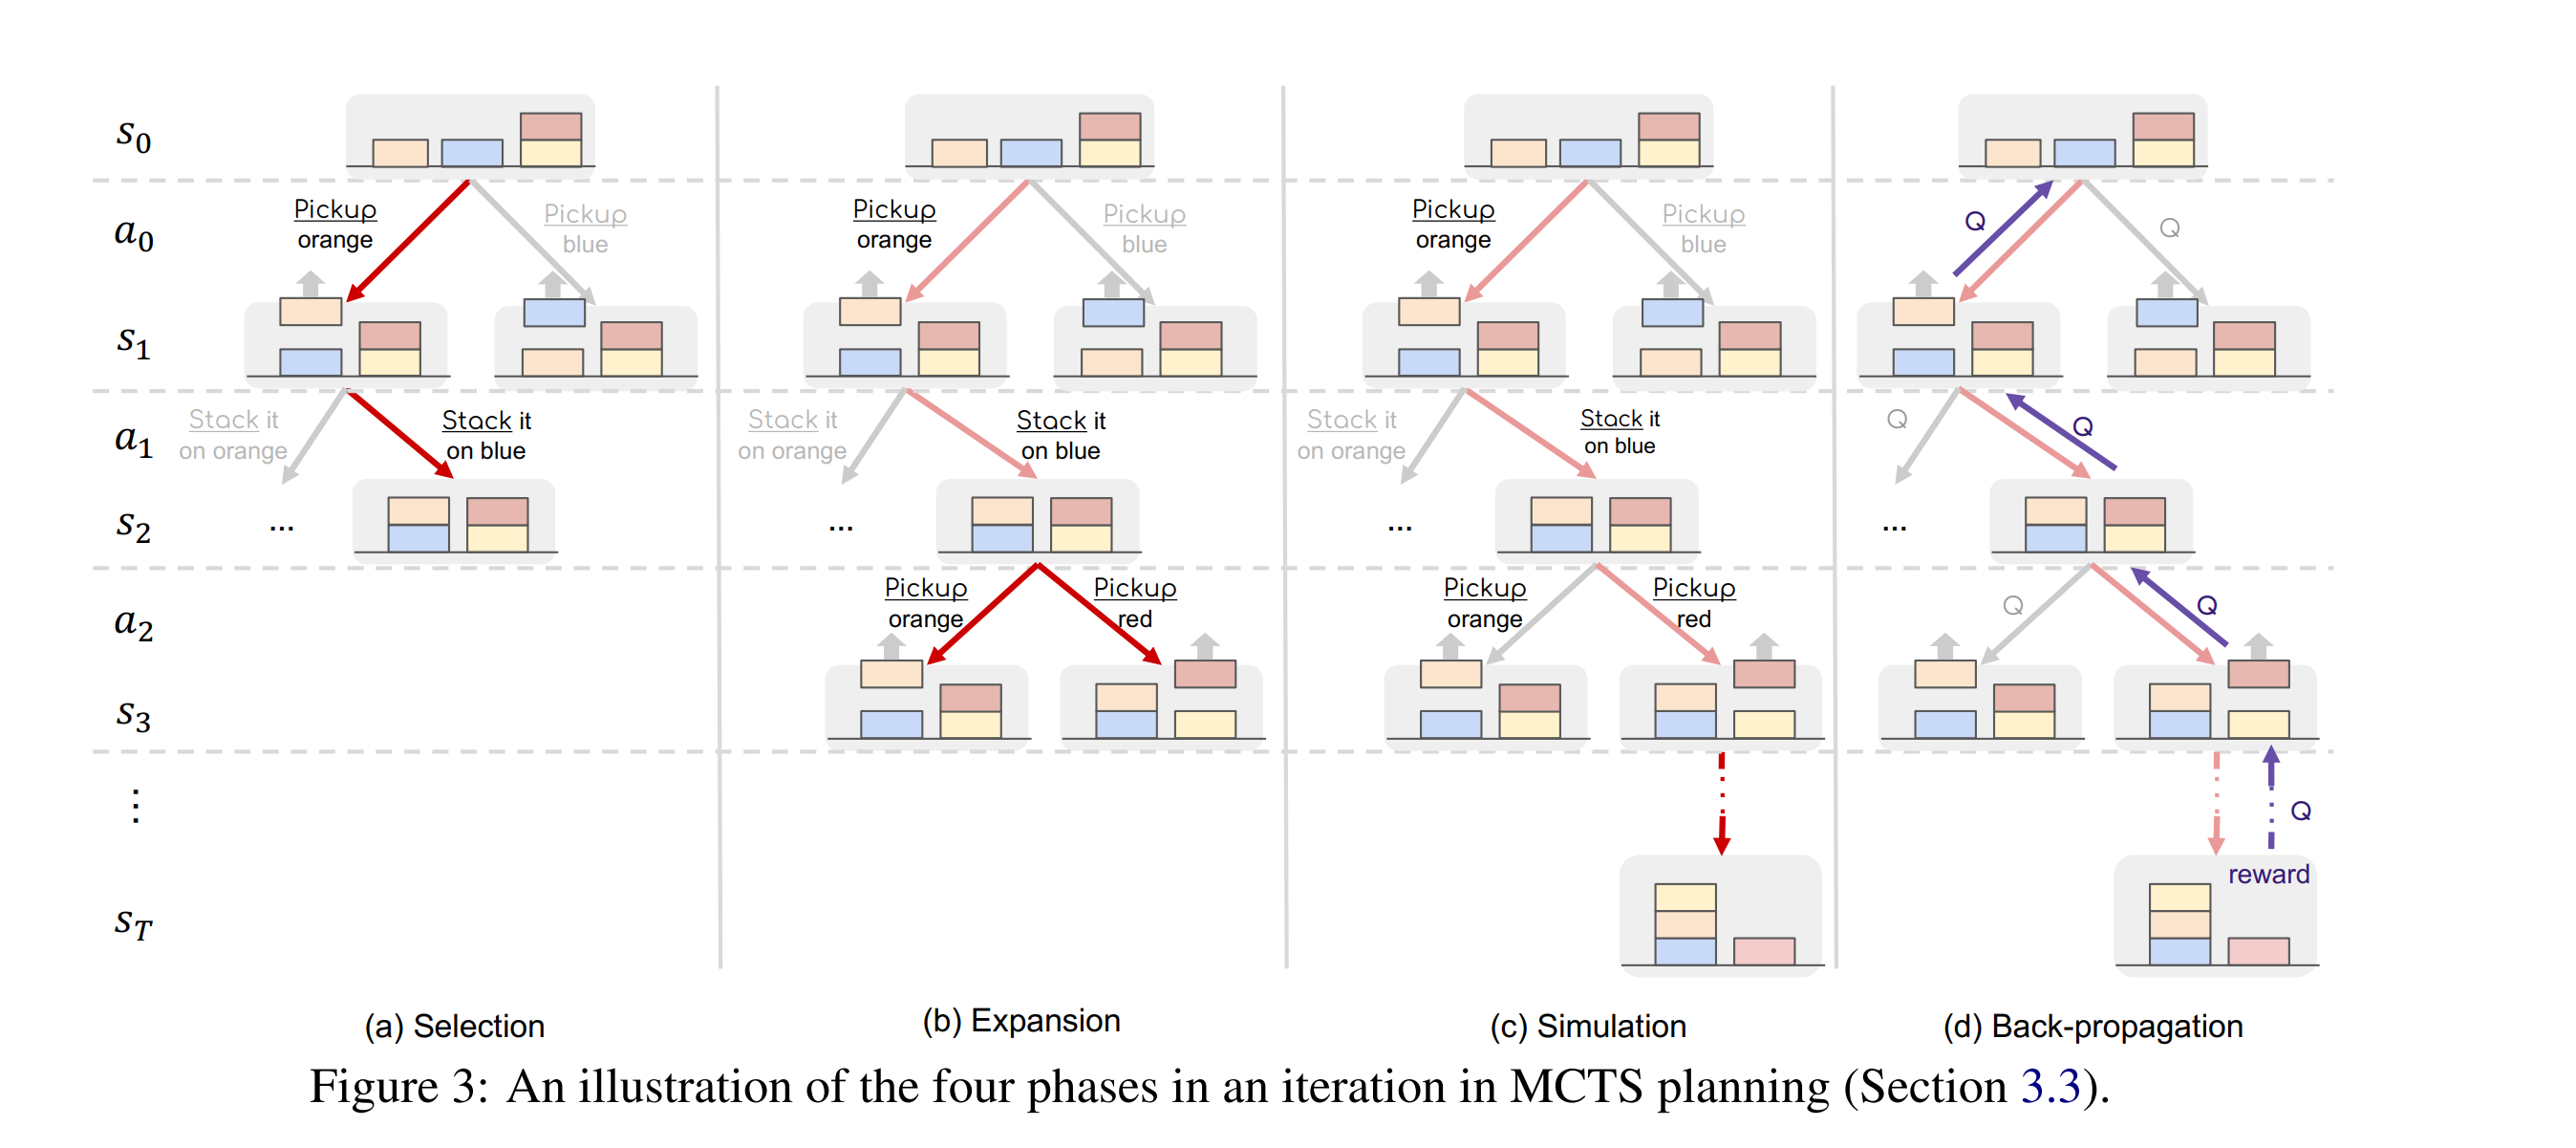 s0
a0
s1
a1
s2
a2
s3
⋮
sT
Pickup
orange
Pickup
blue
Stack it
on orange
Stack it
on blue
...
(a) Selection
Pickup
orange
Pickup
blue
Stack it
on orange
Stack it
on blue
...
Pickup
orange
Pickup
red
(b) Expansion
Pickup
orange
Pickup
blue
Stack it
on orange
Stack it
on blue
...
Pickup
orange
Pickup
red
(c) Simulation
Q
Q
Q
Q
...
Q
Q
Q
reward
(d) Back-propagation
Figure 3: An illustration of the four phases in an iteration in MCTS planning (Section 3.3).